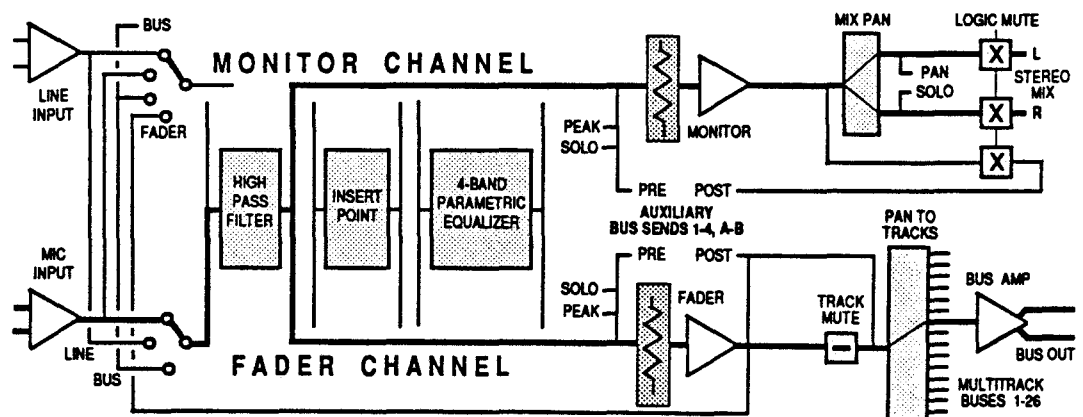 BUS
LINE
INPUT
FADER
MONITOR CHANNEL
PEAK
SOLO
PRE
POST
MONITOR
MIX PAN
LOGIC MUTE
PAN
SOLO
X
L
STEREO
MIX
X
R
X
HIGH
PASS
FILTER
INSERT
POINT
4-BAND
PARAMETRIC
EQUALIZER
AUXILIARY
BUS SENDS 1-4, A-B
MIC
INPUT
LINE
BUS
FADER CHANNEL
PRE
POST
SOLO
PEAK
FADER
TRACK
MUTE
PAN TO
TRACKS
BUS AMP
BUS OUT
MULTITRACK
BUSES 1-26